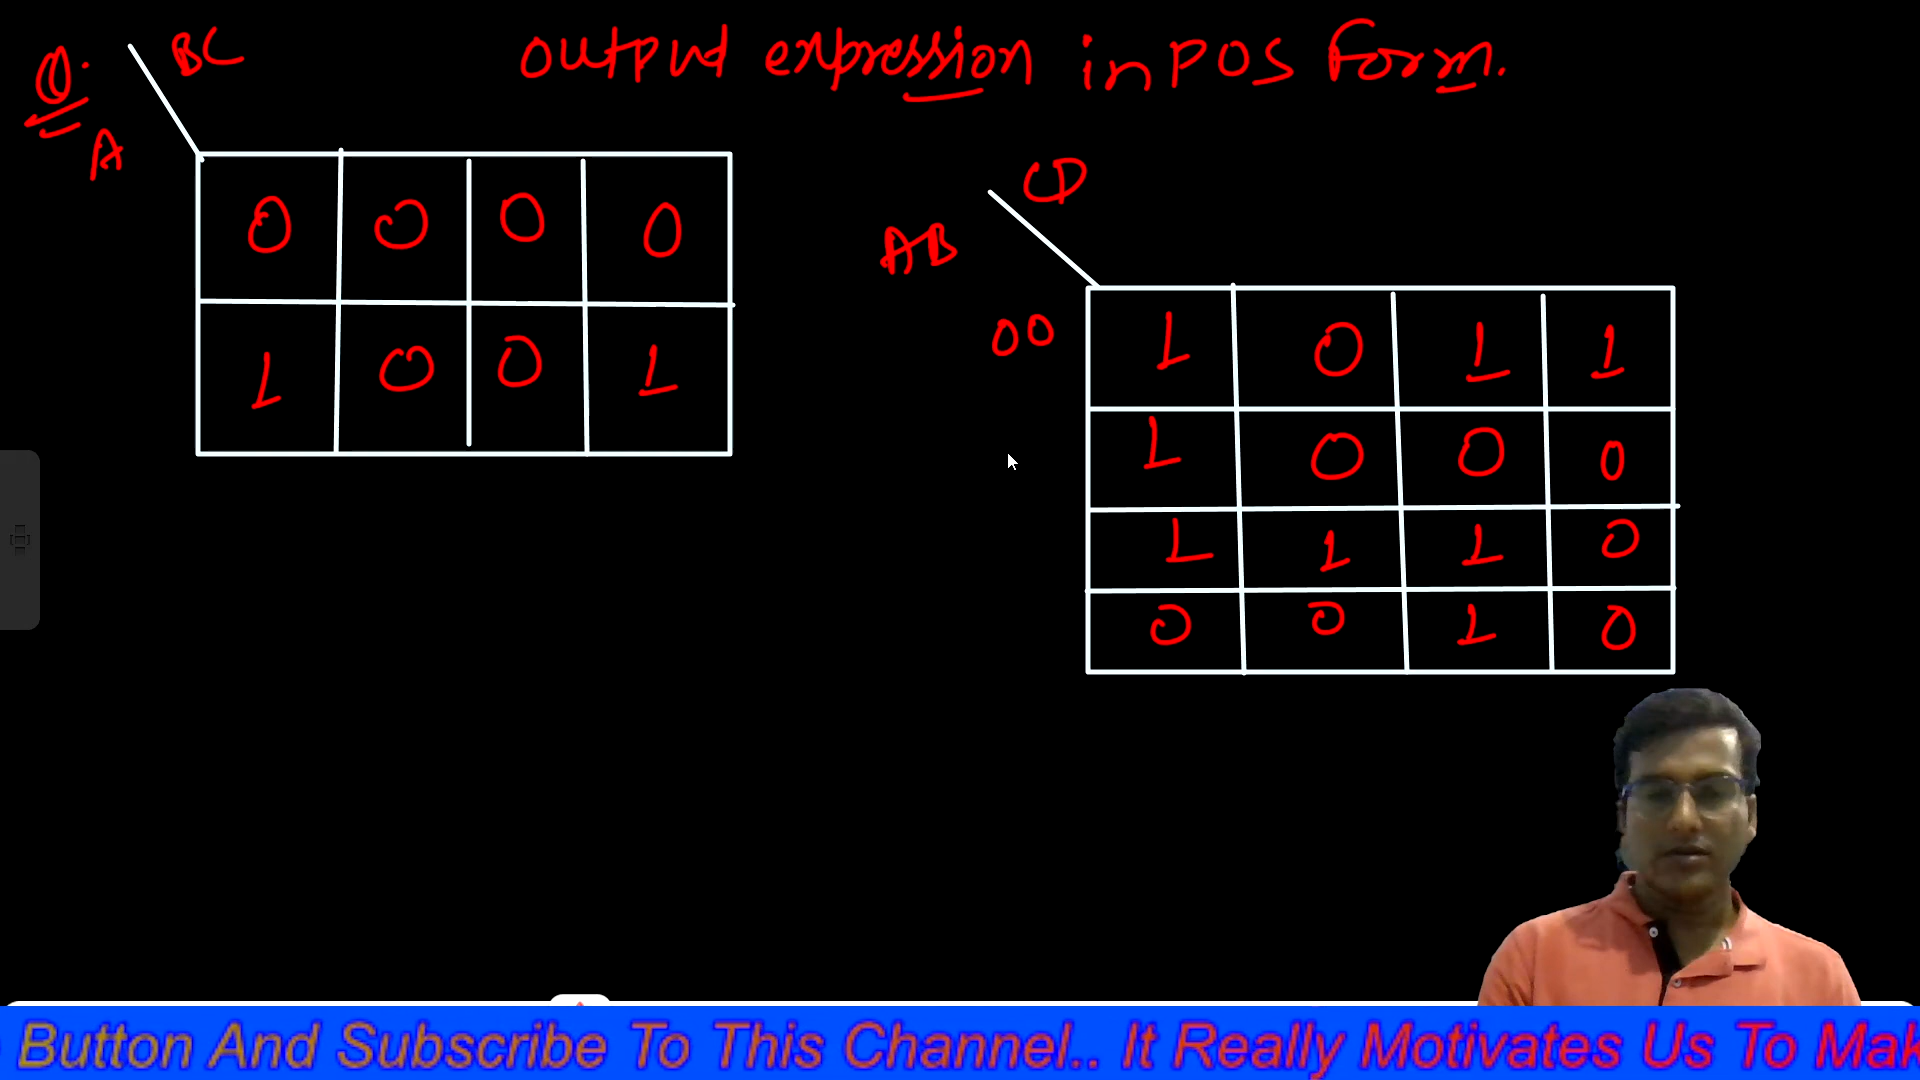 Q. BC output expression in POS form.
A
0 0 0 0
1 0 0 1
CD
AB
00 1 0 1 1
1 0 0 0
1 1 1 0
0 0 1 0
Button And Subscribe To This Channel.. It Really Motivates Us To Mak